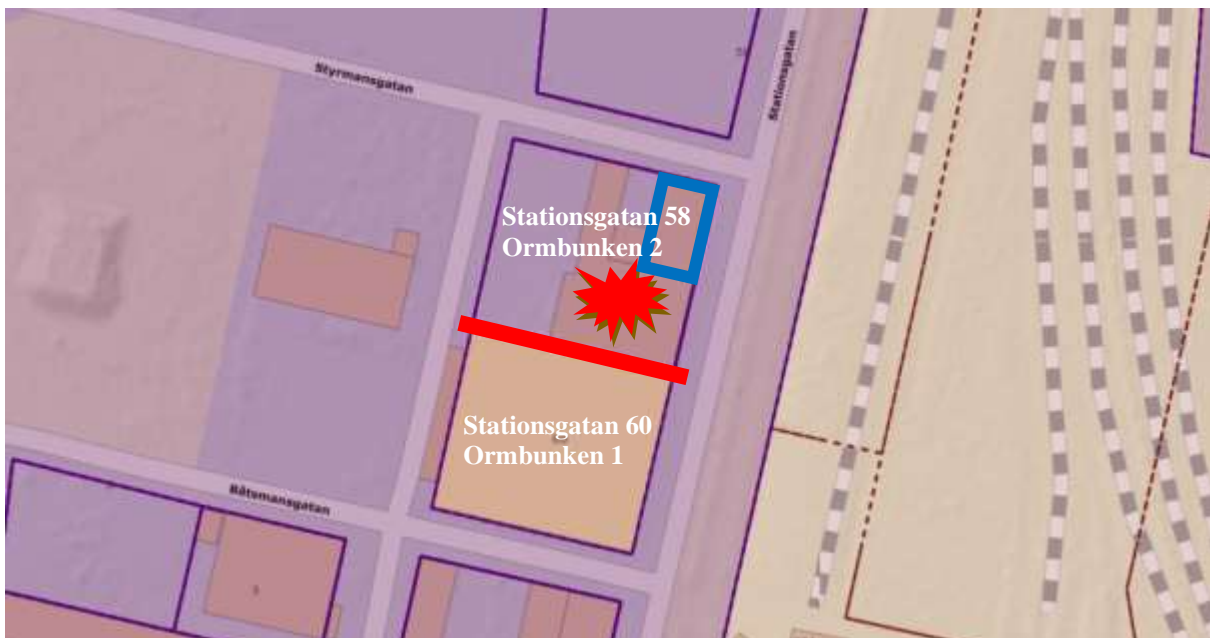 Styrmansgatan
Stationsgatan
Stationsgatan 58
Ormbunken 2
Stationsgatan 60
Ormbunken 1
Båtsmansgatan